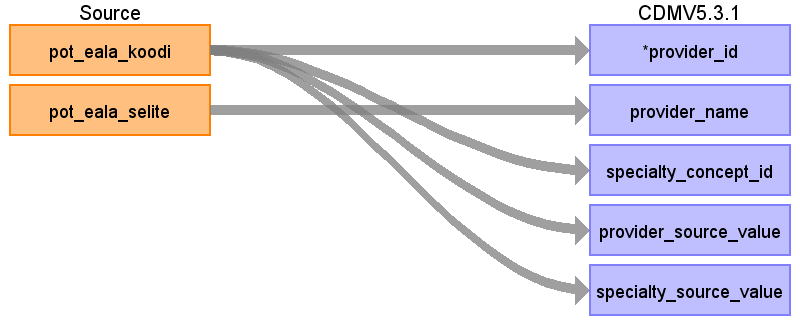 Source
CDMV5.3.1
pot_eala_koodi
*provider_id
pot_eala_selite
provider_name
specialty_concept_id
provider_source_value
specialty_source_value